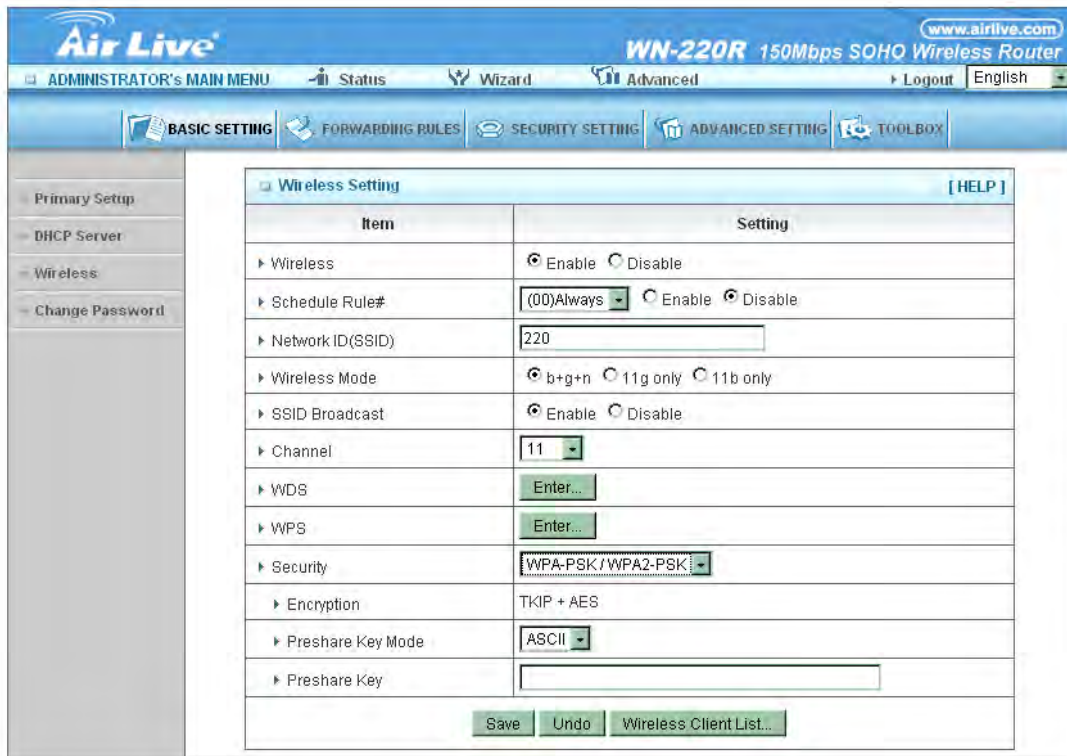 Air Live®
www.airlive.com
WN-220R 150Mbps SOHO Wireless Router
ADMINISTRATOR's MAIN MENU Status Wizard Advanced Logout English
BASIC SETTING FORWARDING RULES SECURITY SETTING ADVANCED SETTING TOOLBOX
Primary Setup
DHCP Server
Wireless
Change Password
Wireless Setting [ HELP ]
Item Setting
Wireless Enable Disable
Schedule Rule# (00)Always Enable Disable
Network ID(SSID) 220
Wireless Mode b+g+n 11g only 11b only
SSID Broadcast Enable Disable
Channel 11
WDS Enter...
WPS Enter...
Security WPA-PSK / WPA2-PSK
Encryption TKIP + AES
Preshare Key Mode ASCII
Preshare Key
Save Undo Wireless Client List...